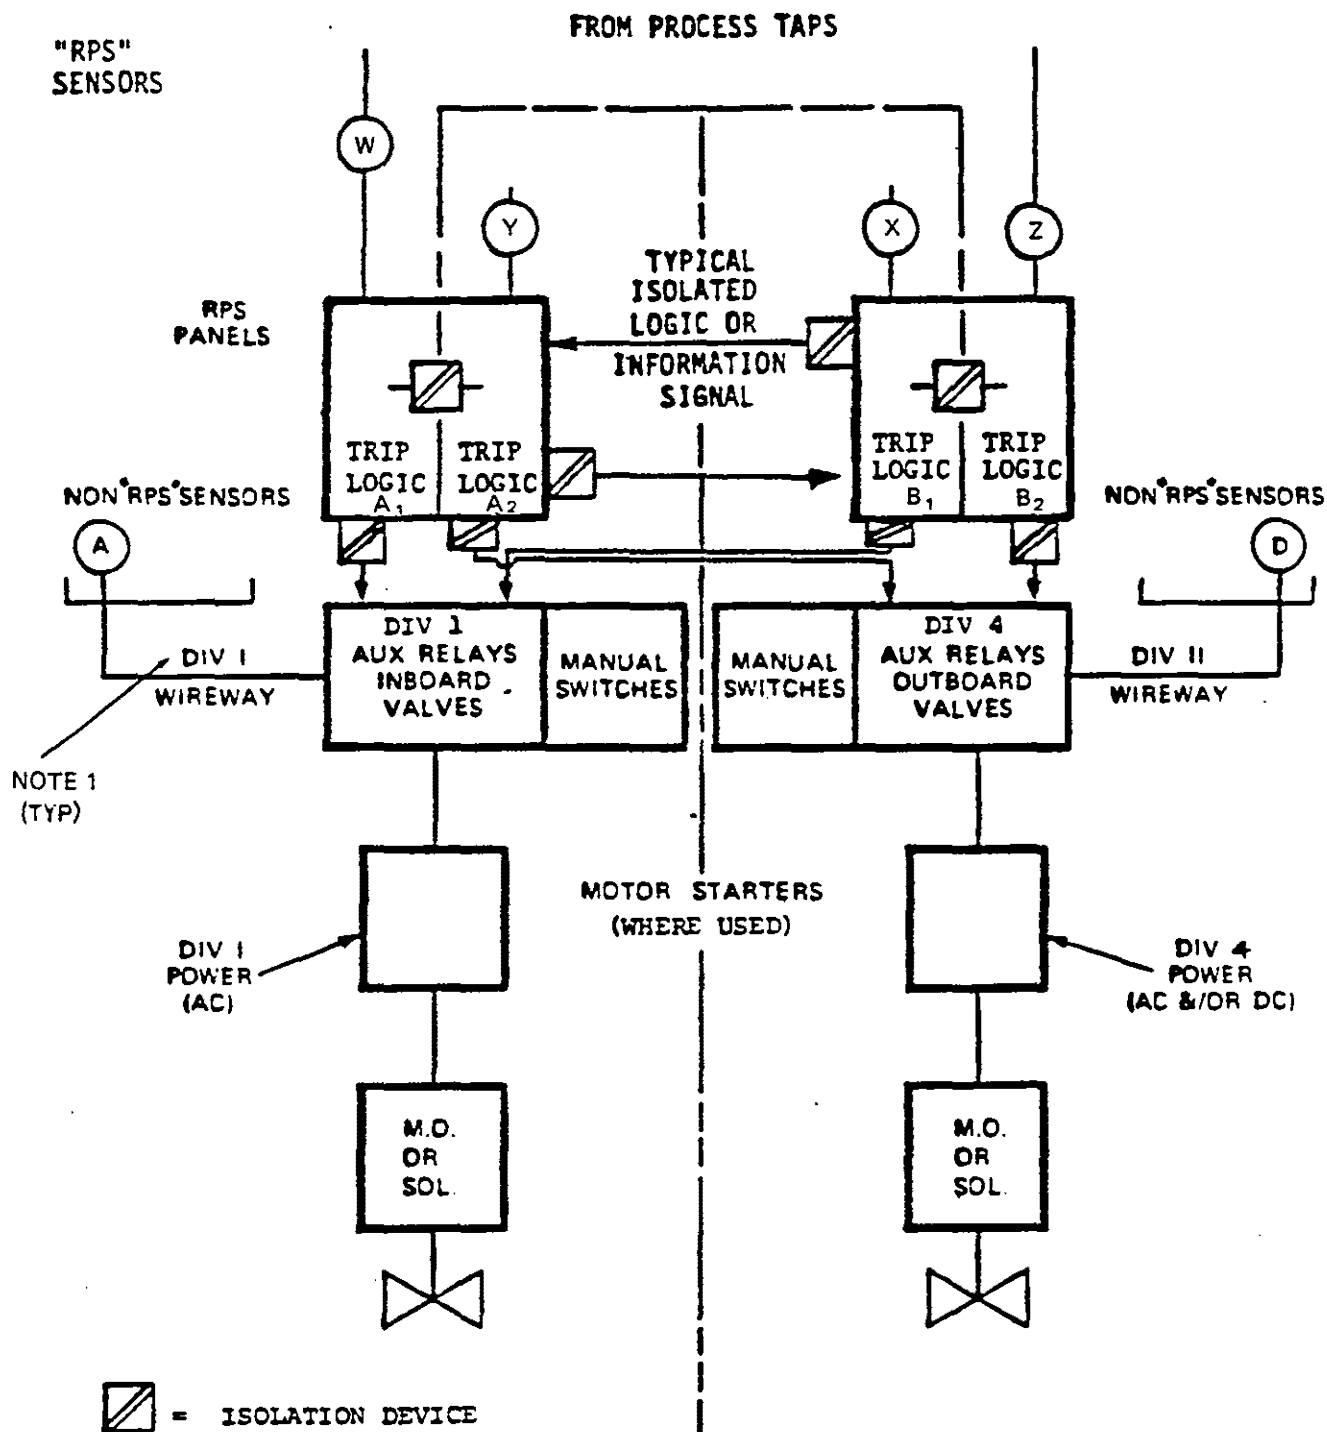 FROM PROCESS TAPS
"RPS"
SENSORS
W
Y
X
Z
TYPICAL
ISOLATED
LOGIC OR
INFORMATION
SIGNAL
RPS
PANELS
TRIP
LOGIC
A1
TRIP
LOGIC
A2
TRIP
LOGIC
B1
TRIP
LOGIC
B2
NON "RPS" SENSORS
A
NON "RPS" SENSORS
D
DIV I
WIREWAY
DIV 1
AUX RELAYS
INBOARD
VALVES
MANUAL
SWITCHES
MANUAL
SWITCHES
DIV 4
AUX RELAYS
OUTBOARD
VALVES
DIV II
WIREWAY
NOTE 1
(TYP)
MOTOR STARTERS
(WHERE USED)
DIV I
POWER
(AC)
DIV 4
POWER
(AC &/OR DC)
M.O.
OR
SOL.
M.O.
OR
SOL.
= ISOLATION DEVICE